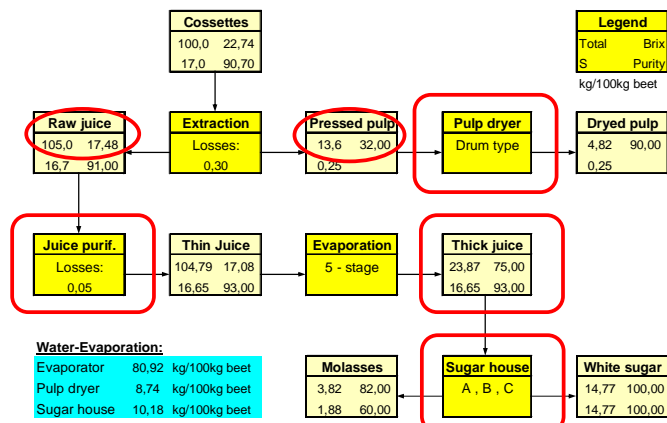 Cossettes
100,0 22,74
17,0 90,70
Legend
Total Brix
S Purity
kg/100kg beet
Raw juice
105,0 17,48
16,7 91,00
Extraction
Losses:
0,30
Pressed pulp
13,6 32,00
0,25
Pulp dryer
Drum type
Dryed pulp
4,82 90,00
0,25
Juice purif.
Losses:
0,05
Thin Juice
104,79 17,08
16,65 93,00
Evaporation
5 - stage
Thick juice
23,87 75,00
16,65 93,00
Water-Evaporation:
Evaporator 80,92 kg/100kg beet
Pulp dryer 8,74 kg/100kg beet
Sugar house 10,18 kg/100kg beet
Molasses
3,82 82,00
1,88 60,00
Sugar house
A , B , C
White sugar
14,77 100,00
14,77 100,00